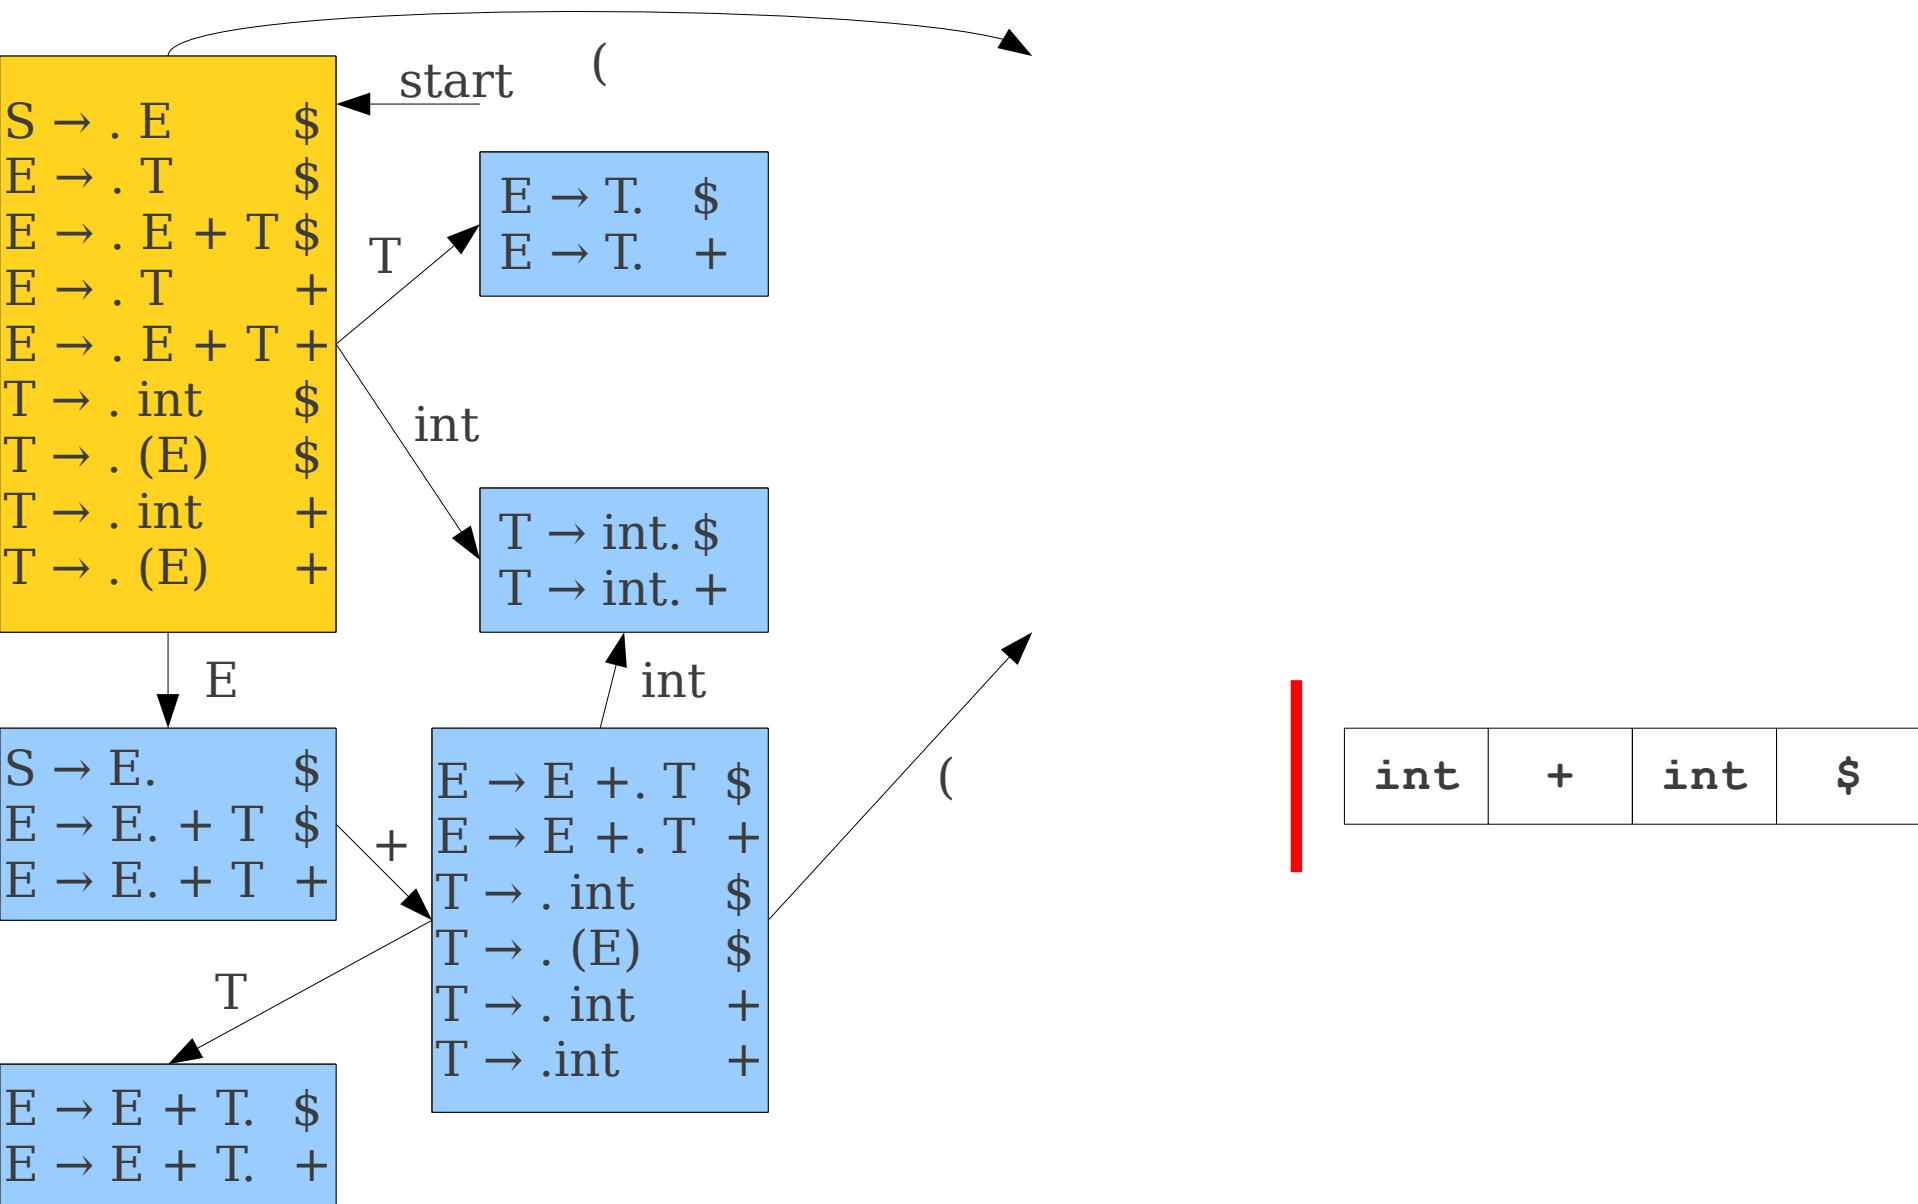 (
start
S → . E $
E → . T $
E → . E + T $
E → . T +
E → . E + T +
T → . int $
T → . (E) $
T → . int +
T → . (E) +
E → T. $
E → T. +
T
int
T → int. $
T → int. +
E
int
S → E. $
E → E. + T $
E → E. + T +
+
E → E +. T $
E → E +. T +
T → . int $
T → . (E) $
T → . int +
T → .int +
(
int + int $
T
E → E + T. $
E → E + T. +